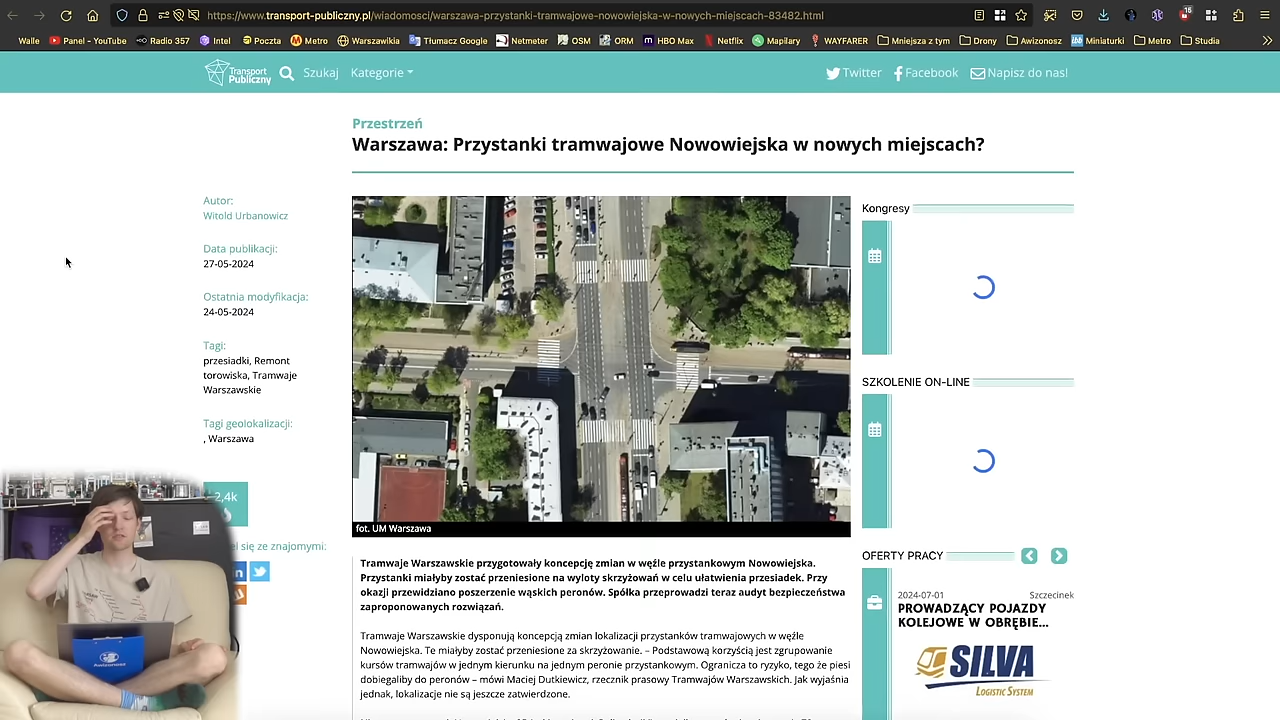 https://www.transport-publiczny.pl/wiadomosci/warszawa-przystanki-tramwajowe-nowowiejska-w-nowych-miejscach-83482.html
15
Walle Panel - YouTube Radio 357 Intel Poczta Metro Warszawikia Tłumacz Google Netmeter OSM ORM HBO Max Netflix Mapilary WAYFARER Mniejsza z tym Drony Awizonosz Miniaturki Metro Studia
Transport Publiczny Szukaj Kategorie Twitter Facebook Napisz do nas!
Przestrzeń
Warszawa: Przystanki tramwajowe Nowowiejska w nowych miejscach?
Autor:
Witold Urbanowicz
Data publikacji:
27-05-2024
Ostatnia modyfikacja:
24-05-2024
Tagi:
przesiadki, Remont
torowiska, Tramwaje
Warszawskie
Tagi geolokalizacji:
, Warszawa
2,4k
el się ze znajomymi:
fot. UM Warszawa
Tramwaje Warszawskie przygotowały koncepcję zmian w węźle przystankowym Nowowiejska.
Przystanki miałyby zostać przeniesione na wyloty skrzyżowań w celu ułatwienia przesiadek. Przy
okazji przewidziano poszerzenie wąskich peronów. Spółka przeprowadzi teraz audyt bezpieczeństwa
zaproponowanych rozwiązań.
Tramwaje Warszawskie dysponują koncepcją zmian lokalizacji przystanków tramwajowych w węźle
Nowowiejska. Te miałyby zostać przeniesione za skrzyżowanie. – Podstawową korzyścią jest zgrupowanie
kursów tramwajów w jednym kierunku na jednym peronie przystankowym. Ogranicza to ryzyko, tego że piesi
dobiegaliby do peronów – mówi Maciej Dutkiewicz, rzecznik prasowy Tramwajów Warszawskich. Jak wyjaśnia
jednak, lokalizacje nie są jeszcze zatwierdzone.
Kongresy
SZKOLENIE ON-LINE
OFERTY PRACY
2024-07-01 Szczecinek
PROWADZĄCY POJAZDY
KOLEJOWE W OBRĘBIE...
SILVA
LOGISTIC SYSTEM
Awizonosz